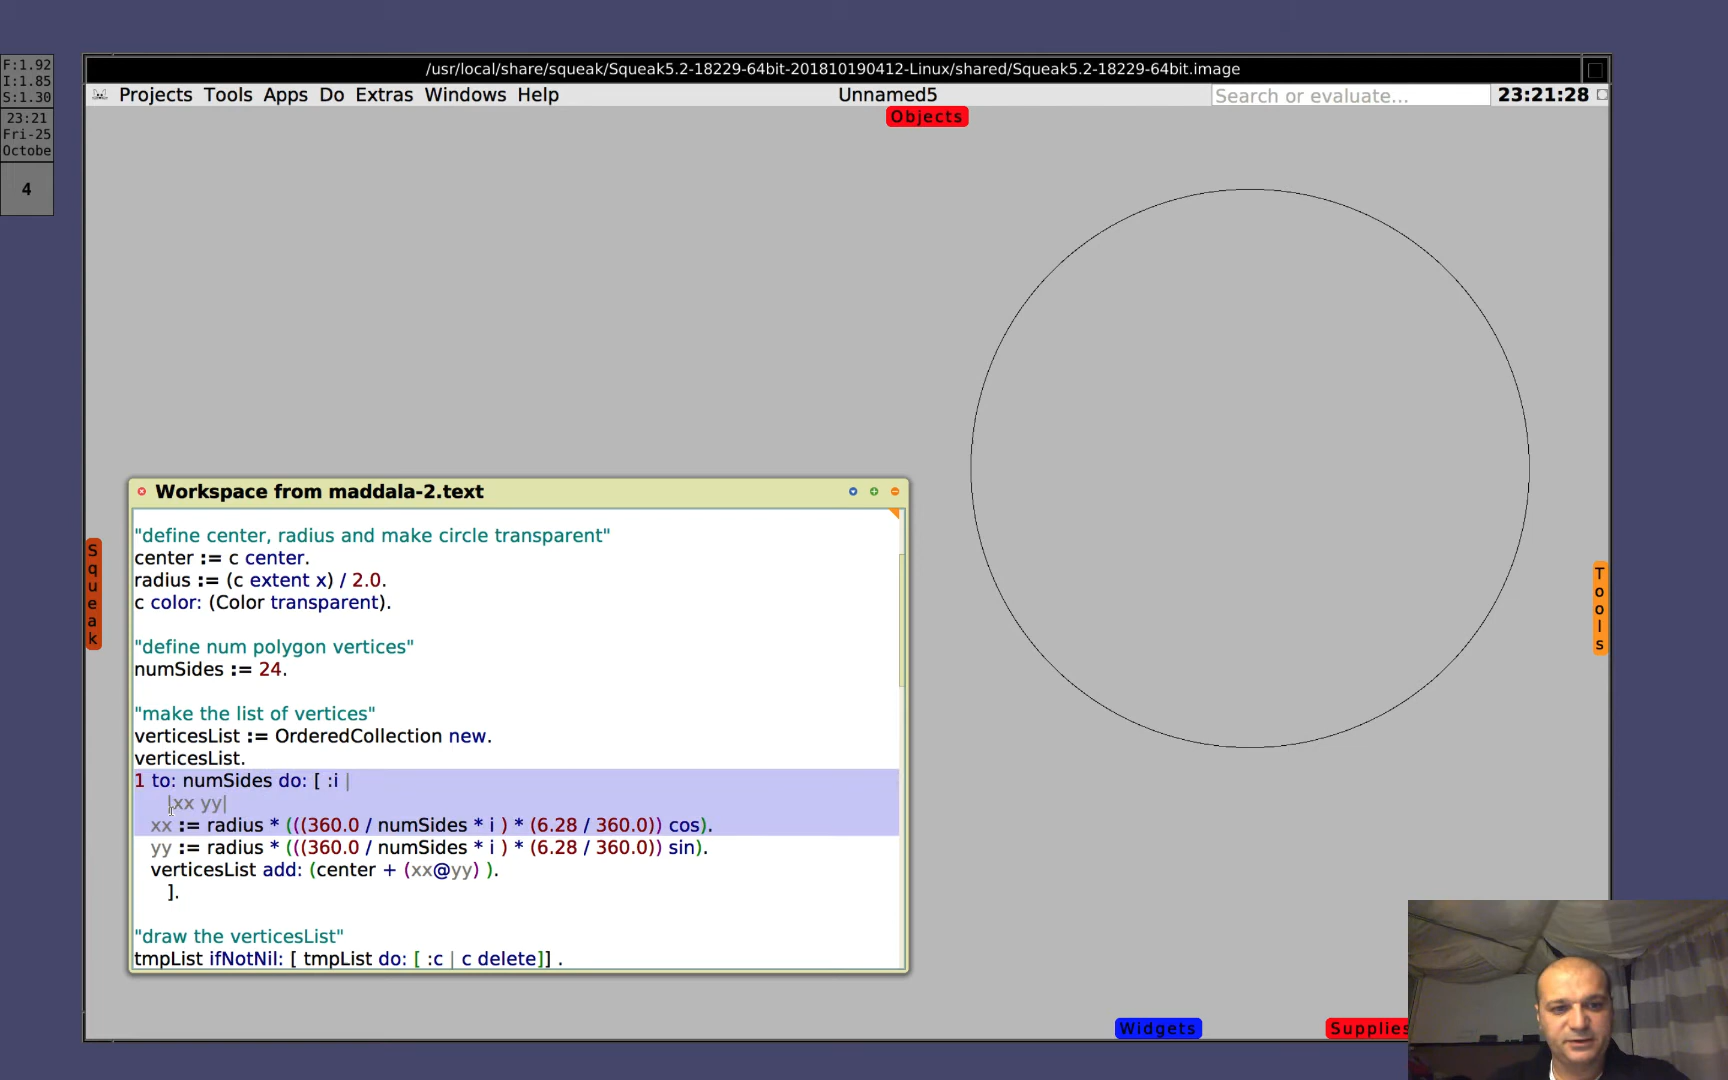 F:1.92
I:1.85
S:1.30
23:21
Fri-25
Octobe
4
/usr/local/share/squeak/Squeak5.2-18229-64bit-201810190412-Linux/shared/Squeak5.2-18229-64bit.image
Projects Tools Apps Do Extras Windows Help Unnamed5 Search or evaluate... 23:21:28
Objects
Squeak
Workspace from maddala-2.text
"define center, radius and make circle transparent"
center := c center.
radius := (c extent x) / 2.0.
c color: (Color transparent).
"define num polygon vertices"
numSides := 24.
"make the list of vertices"
verticesList := OrderedCollection new.
verticesList.
1 to: numSides do: [ :i |
|xx yy|
xx := radius * (((360.0 / numSides * i ) * (6.28 / 360.0)) cos).
yy := radius * (((360.0 / numSides * i ) * (6.28 / 360.0)) sin).
verticesList add: (center + (xx@yy) ).
].
"draw the verticesList"
tmpList ifNotNil: [ tmpList do: [ :c | c delete]] .
Tools
Widgets
Supplies